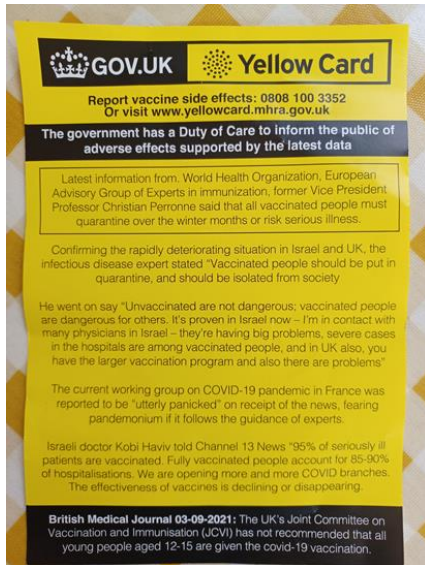 GOV.UK Yellow Card
Report vaccine side effects: 0808 100 3352
Or visit www.yellowcard.mhra.gov.uk
The government has a Duty of Care to inform the public of
adverse effects supported by the latest data
Latest information from. World Health Organization, European
Advisory Group of Experts in immunization, former Vice President
Professor Christian Perronne said that all vaccinated people must
quarantine over the winter months or risk serious illness.
Confirming the rapidly deteriorating situation in Israel and UK, the
infectious disease expert stated "Vaccinated people should be put in
quarantine, and should be isolated from society
He went on say "Unvaccinated are not dangerous; vaccinated people
are dangerous for others. It's proven in Israel now – I'm in contact with
many physicians in Israel – they're having big problems, severe cases
in the hospitals are among vaccinated people, and in UK also, you
have the larger vaccination program and also there are problems"
The current working group on COVID-19 pandemic in France was
reported to be "utterly panicked" on receipt of the news, fearing
pandemonium if it follows the guidance of experts.
Israeli doctor Kobi Haviv told Channel 13 News "95% of seriously ill
patients are vaccinated. Fully vaccinated people account for 85-90%
of hospitalisations. We are opening more and more COVID branches.
The effectiveness of vaccines is declining or disappearing.
British Medical Journal 03-09-2021: The UK's Joint Committee on
Vaccination and Immunisation (JCVI) has not recommended that all
young people aged 12-15 are given the covid-19 vaccination.